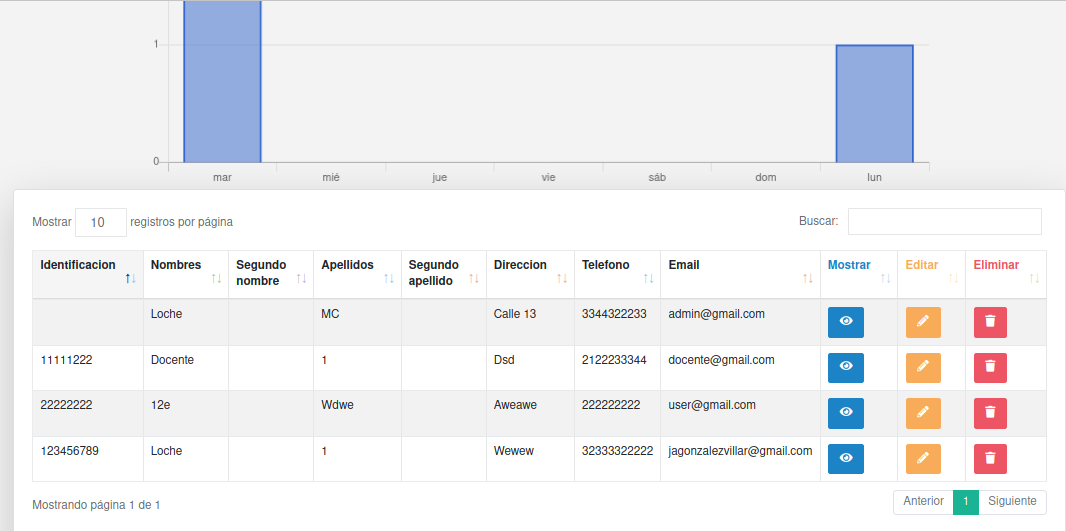 1
0
mar mié jue vie sáb dom lun
Mostrar 10 registros por página Buscar:
Identificacion Nombres Segundo nombre Apellidos Segundo apellido Direccion Telefono Email Mostrar Editar Eliminar
Loche MC Calle 13 3344322233 admin@gmail.com
11111222 Docente 1 Dsd 2122233344 docente@gmail.com
22222222 12e Wdwe Aweawe 222222222 user@gmail.com
123456789 Loche 1 Wewew 32333322222 jagonzalezvillar@gmail.com
Mostrando página 1 de 1 Anterior 1 Siguiente